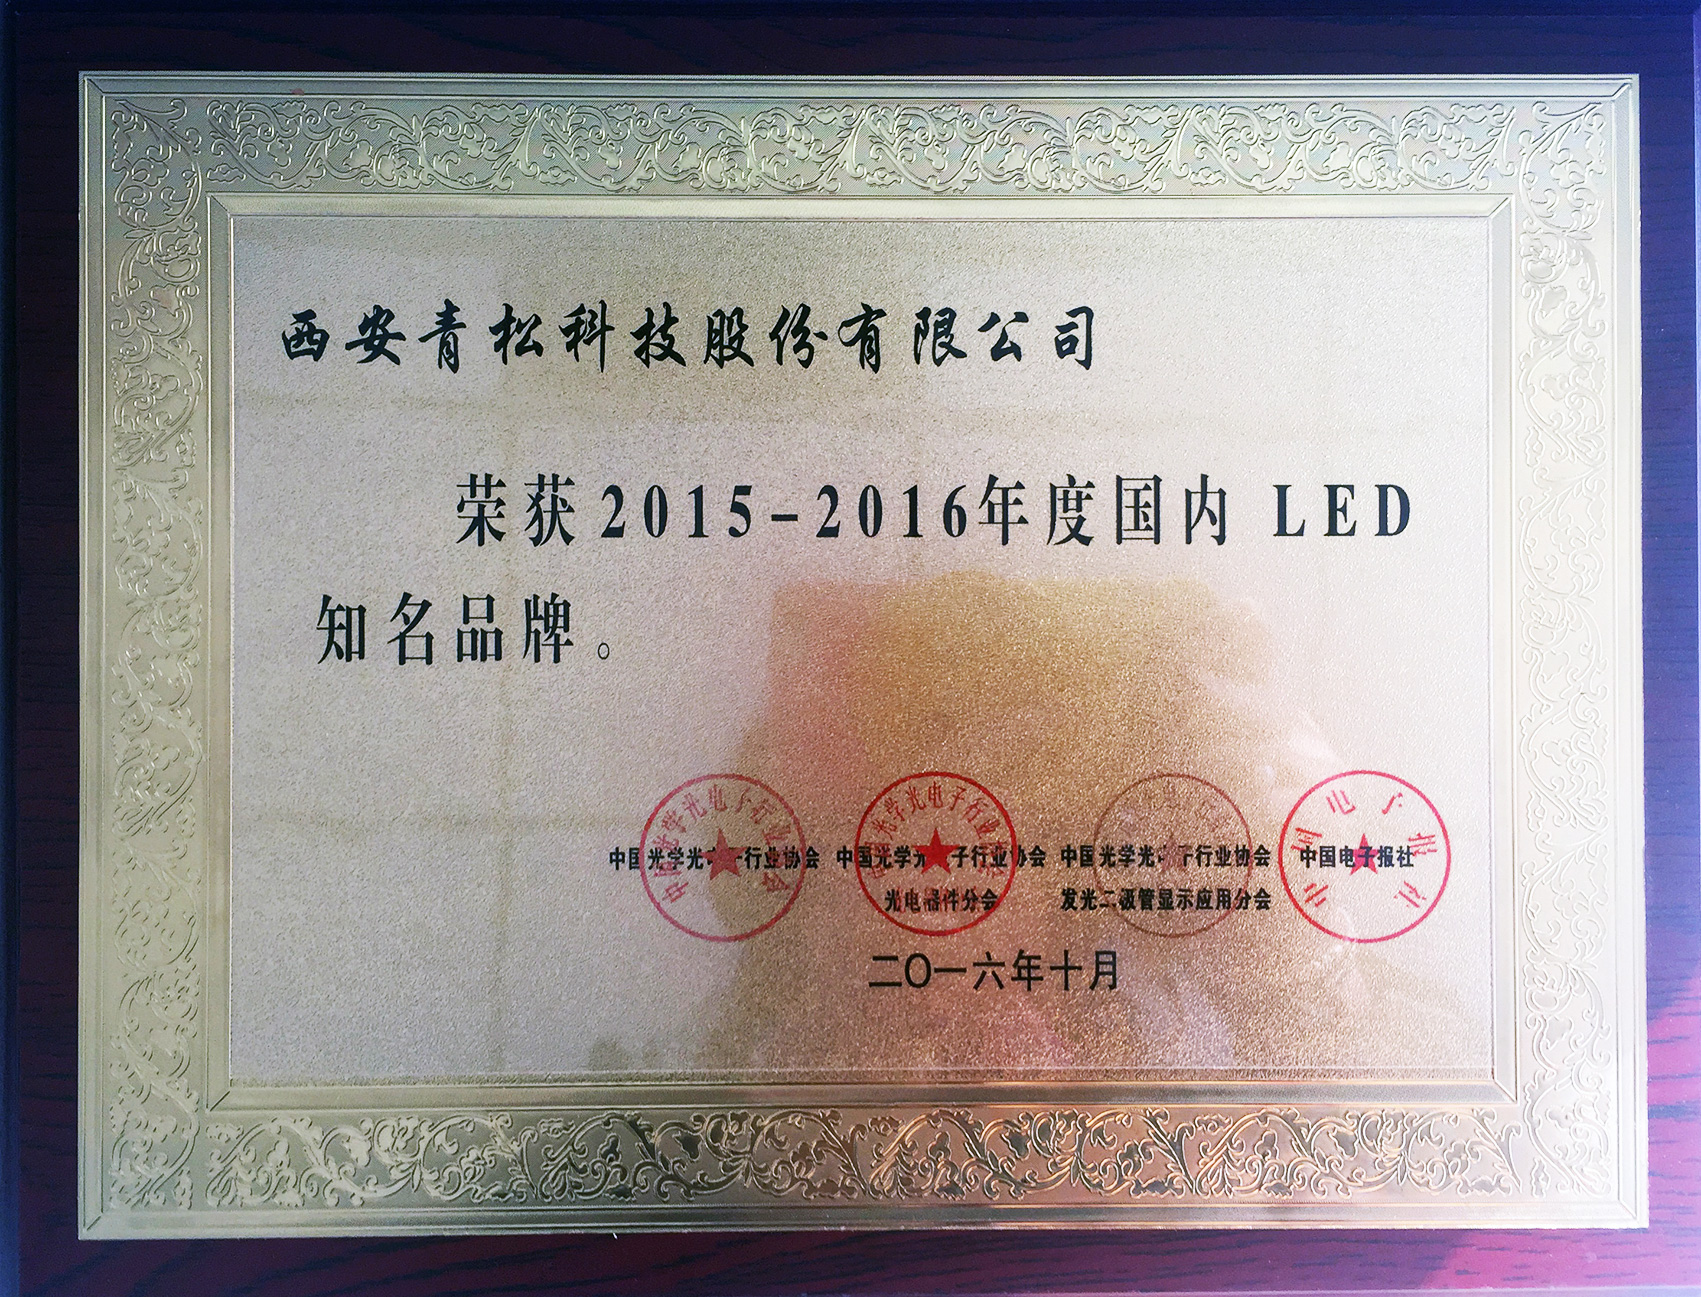 西安青松科技股份有限公司
荣获2015-2016年度国内 LED
知名品牌。
中国光学光电子行业协会 中国光学光电子行业协会 中国光学光电子行业协会 中国电子报社
光电器件分会 发光二极管显示应用分会
二〇一六年十月